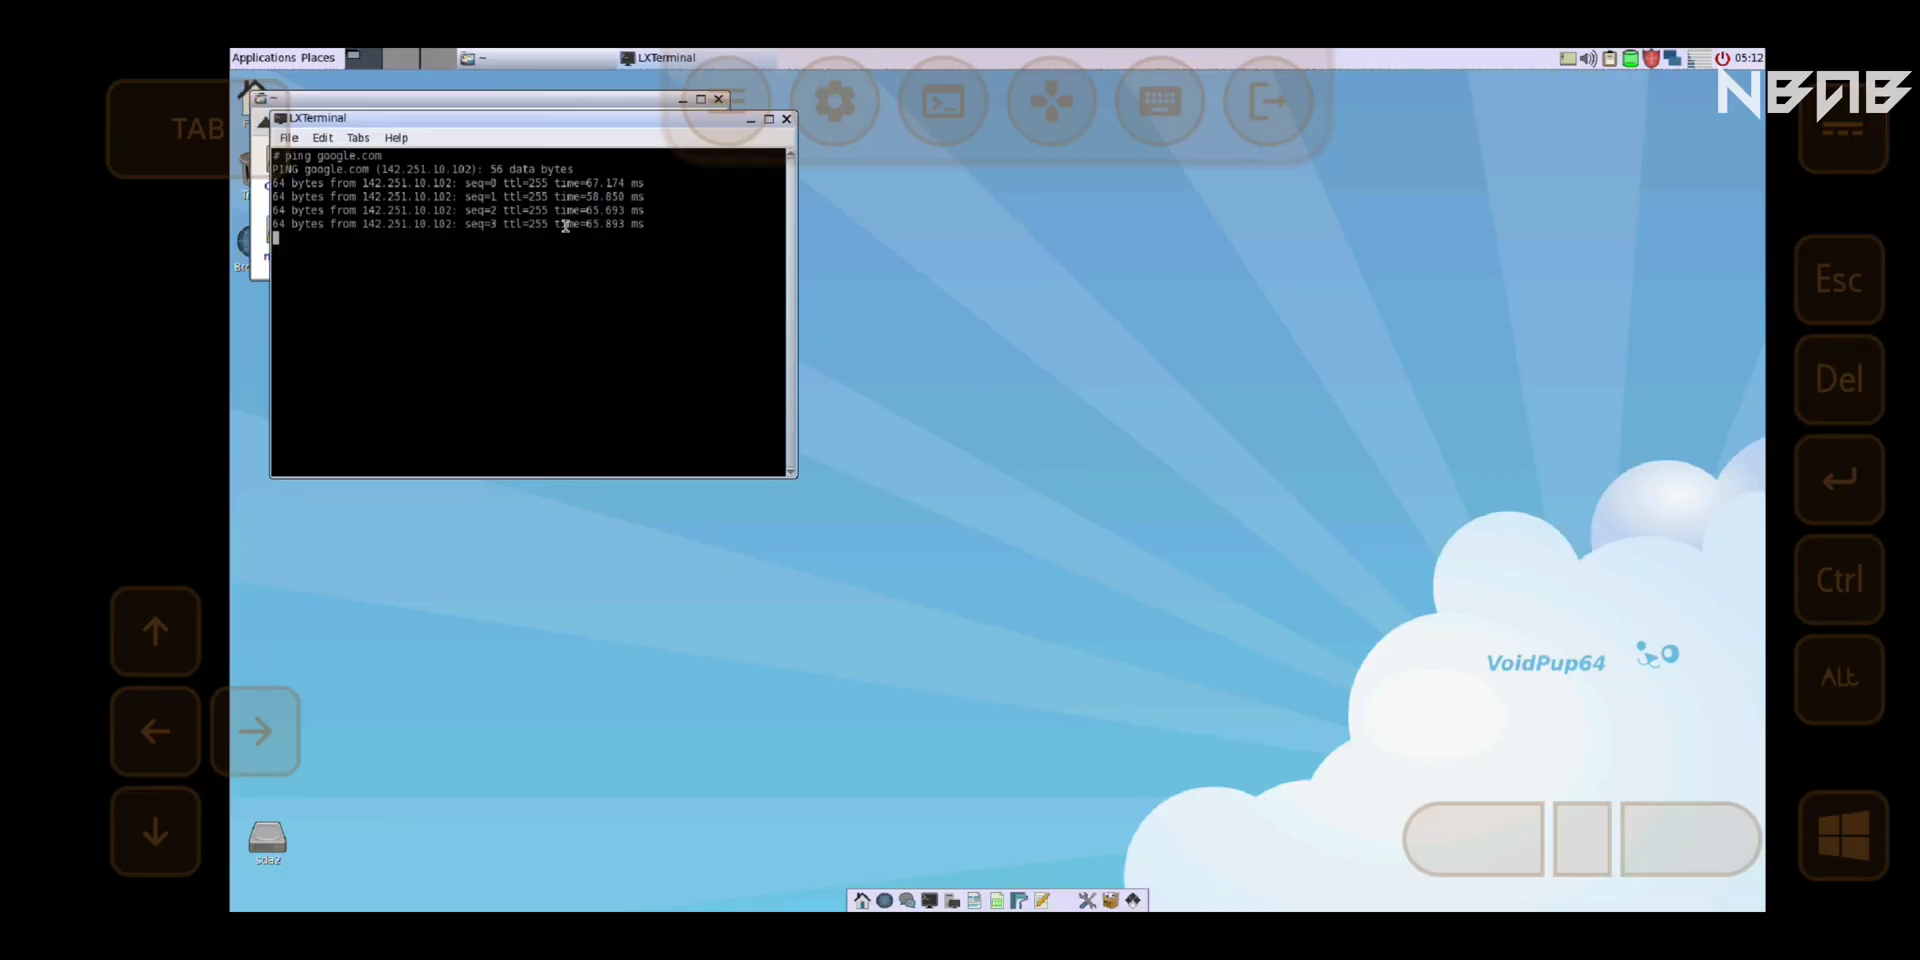 Applications Places
~
LXTerminal
05:12
NBAB
TAB
~
LXTerminal
File Edit Tabs Help
# ping google.com
PING google.com (142.251.10.102): 56 data bytes
64 bytes from 142.251.10.102: seq=0 ttl=255 time=67.174 ms
64 bytes from 142.251.10.102: seq=1 ttl=255 time=58.850 ms
64 bytes from 142.251.10.102: seq=2 ttl=255 time=65.693 ms
64 bytes from 142.251.10.102: seq=3 ttl=255 time=65.893 ms
Esc
Del
Ctrl
VoidPup64
ALt
sda2